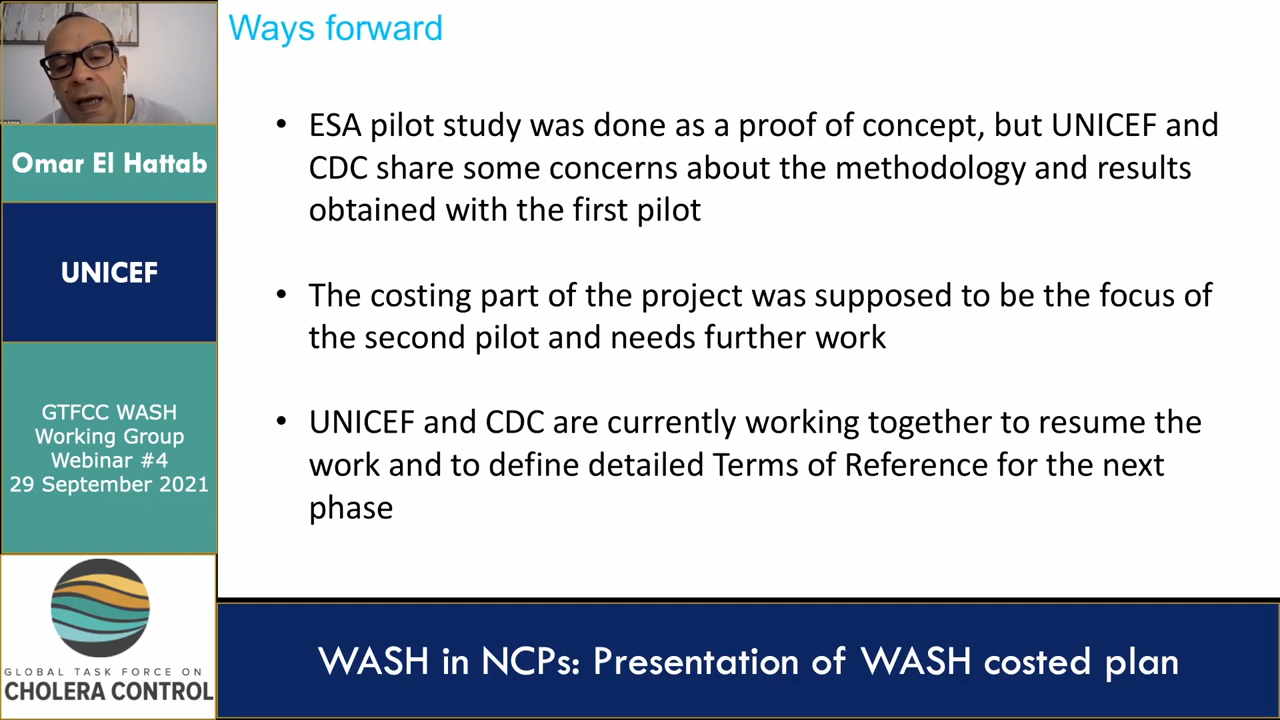 Ways forward
Omar El Hattab
UNICEF
GTFCC WASH
Working Group
Webinar #4
29 September 2021
GLOBAL TASK FORCE ON
CHOLERA CONTROL
• ESA pilot study was done as a proof of concept, but UNICEF and
CDC share some concerns about the methodology and results
obtained with the first pilot
• The costing part of the project was supposed to be the focus of
the second pilot and needs further work
• UNICEF and CDC are currently working together to resume the
work and to define detailed Terms of Reference for the next
phase
WASH in NCPs: Presentation of WASH costed plan